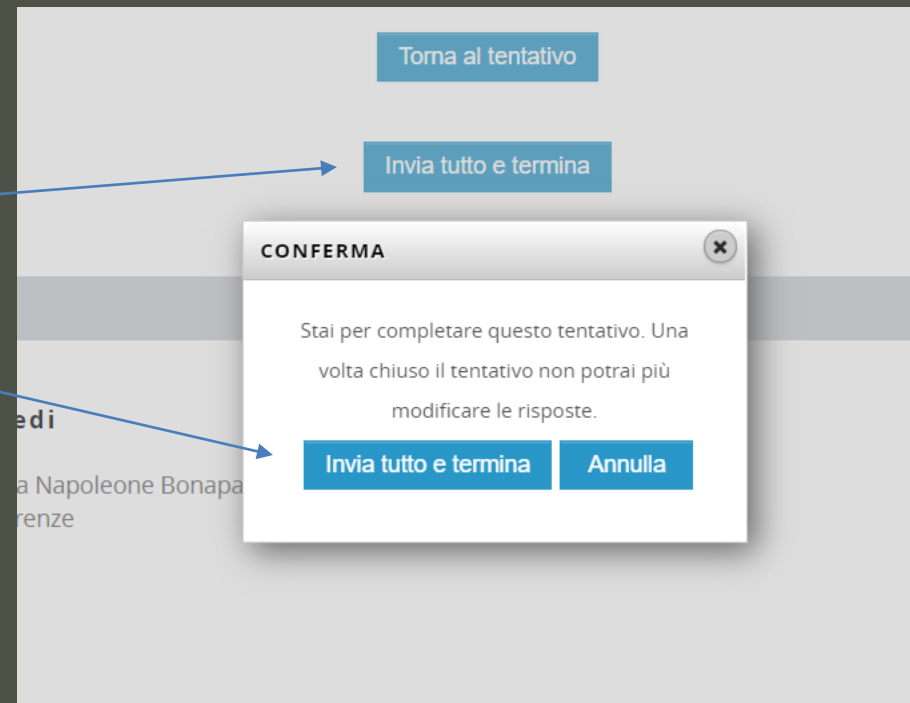 Torna al tentativo
Invia tutto e termina
CONFERMA
Stai per completare questo tentativo. Una
volta chiuso il tentativo non potrai più
modificare le risposte.
Invia tutto e termina Annulla
edi
a Napoleone Bonapa
renze